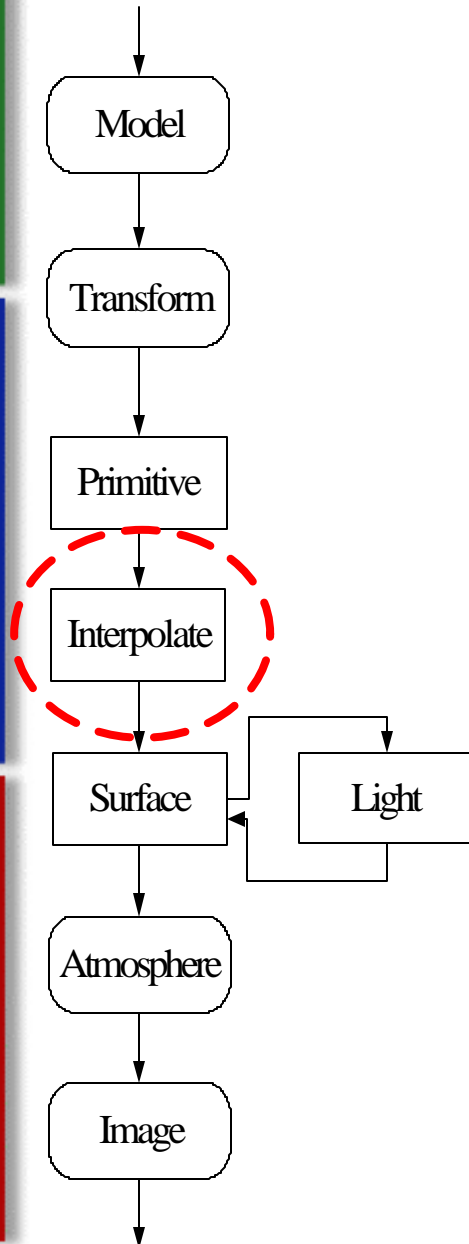 Model
Transform
Primitive
Interpolate
Surface
Light
Atmosphere
Image